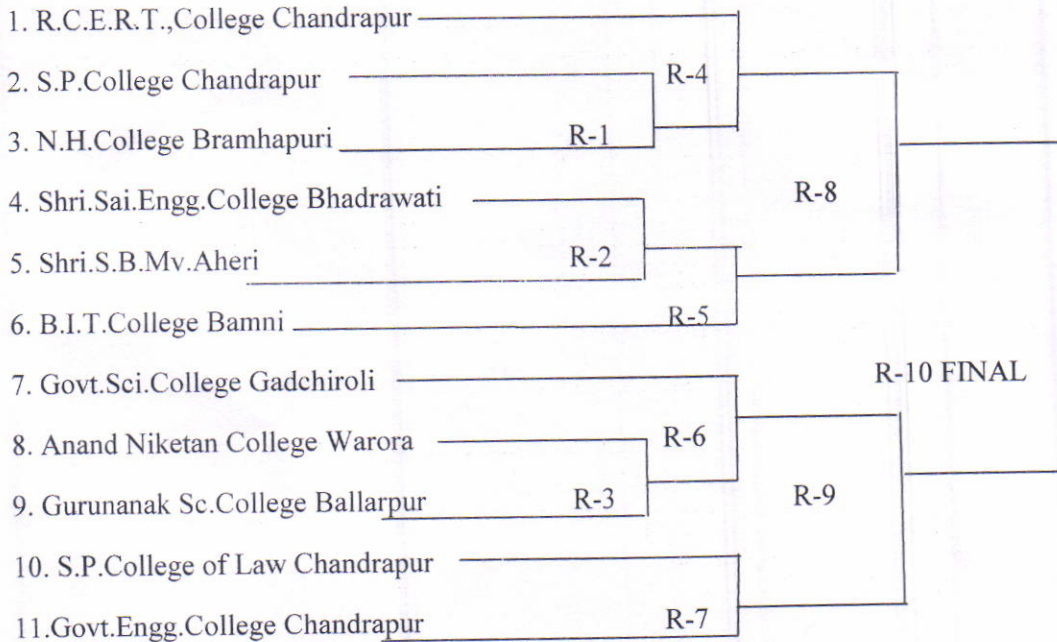 1. R.C.E.R.T.,College Chandrapur
2. S.P.College Chandrapur
R-4
3. N.H.College Bramhapuri
R-1
4. Shri.Sai.Engg.College Bhadrawati
R-8
5. Shri.S.B.Mv.Aheri
R-2
6. B.I.T.College Bamni
R-5
7. Govt.Sci.College Gadchiroli
R-10 FINAL
8. Anand Niketan College Warora
R-6
9. Gurunanak Sc.College Ballarpur
R-3
R-9
10. S.P.College of Law Chandrapur
11.Govt.Engg.College Chandrapur
R-7